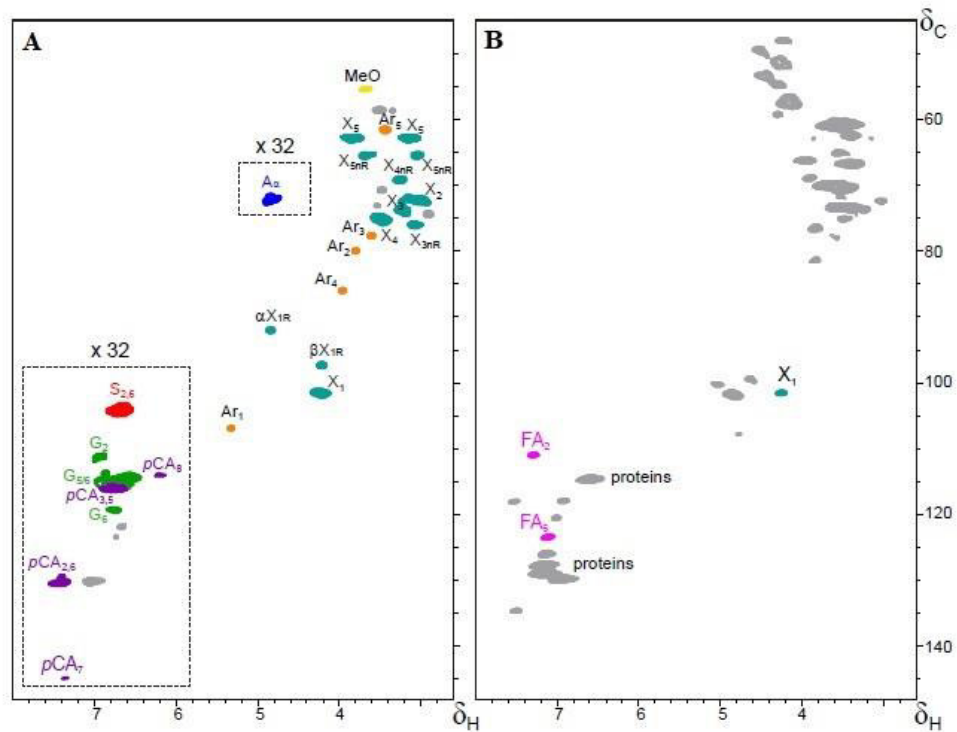 A
MeO
X5
Ar5
X5
x 32
X5nR
X4nR
X5nR
Aα
X3
X2
Ar3
X4
X3nR
Ar2
Ar4
αX1R
βX1R
x 32
X1
S2,6
Ar1
G2
pCA8
G5/6
pCA3,5
G6
pCA2,6
pCA7
7 6 5 4 δH
B
δC
60
80
X1
100
FA2
proteins
120
FA6
proteins
140
7 6 5 4 δH